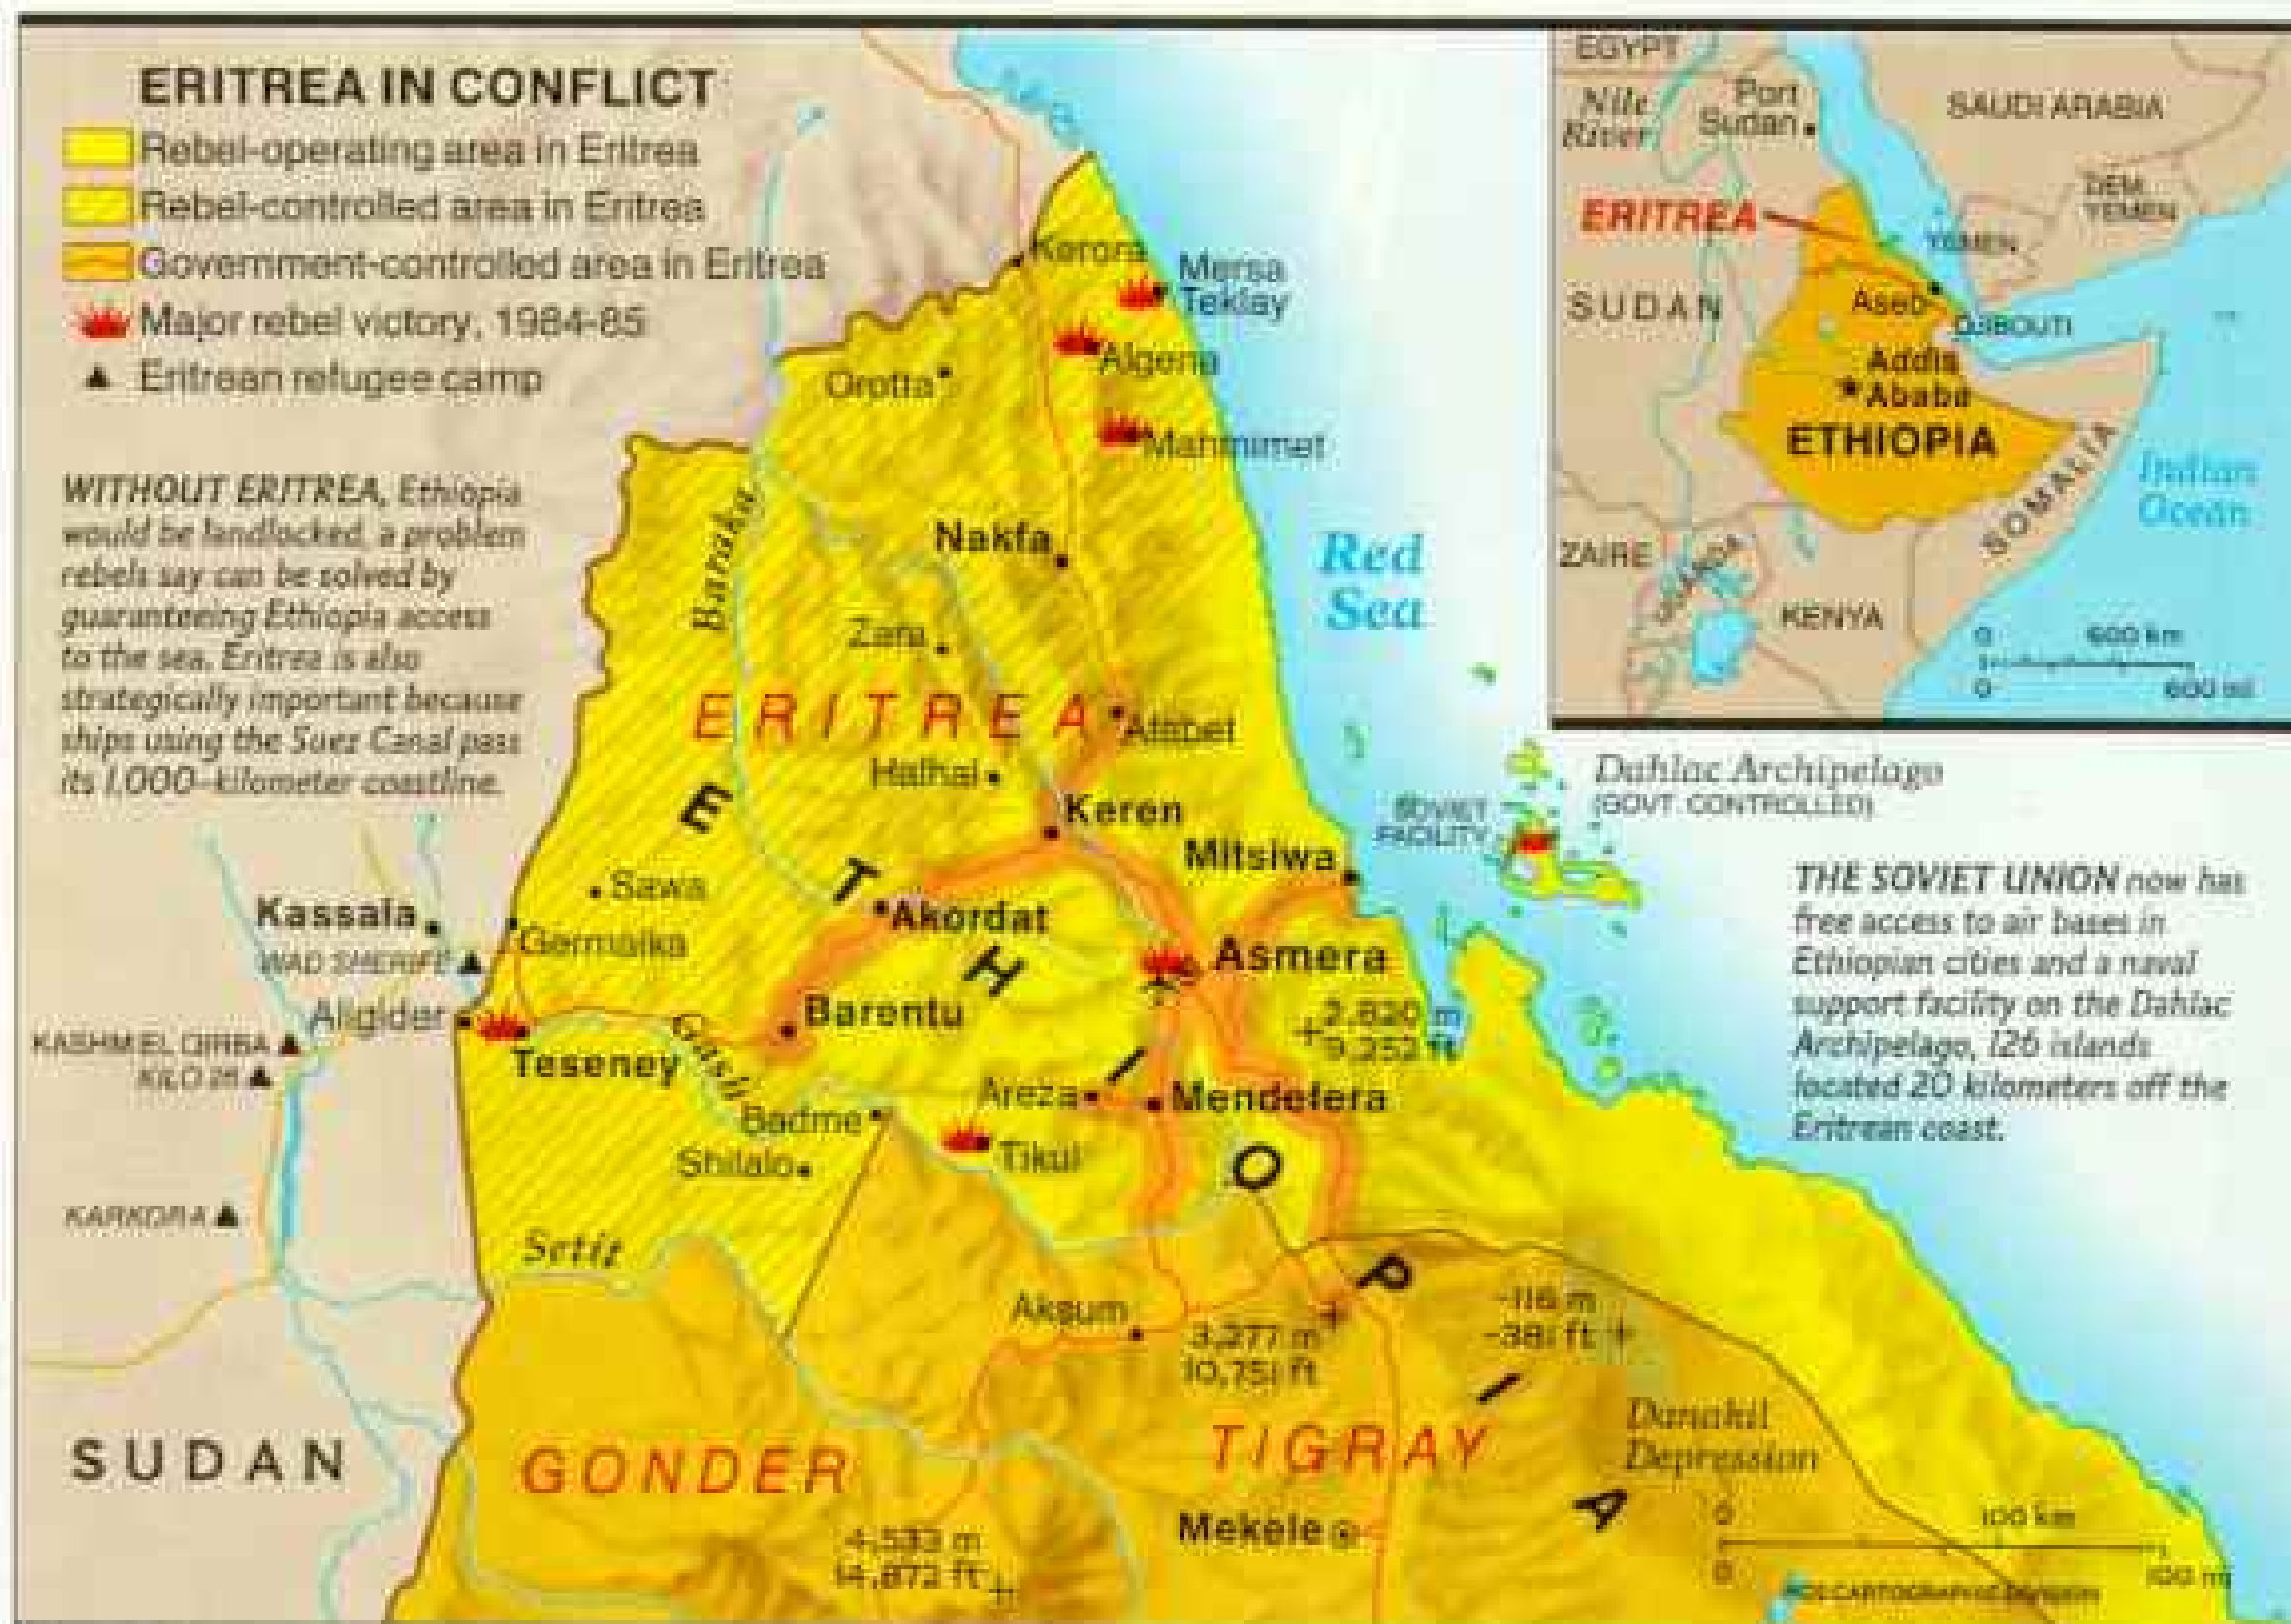 ERITREA IN CONFLICT
Rebel-operating area in Eritrea
Rebel-controlled area in Eritrea
Government-controlled area in Eritrea
Major rebel victory, 1984-85
Eritrean refugee camp
WITHOUT ERITREA, Ethiopia
would be landlocked, a problem
rebels say can be solved by
guaranteeing Ethiopia access
to the sea. Eritrea is also
strategically important because
ships using the Suez Canal pass
its 1,000-kilometer coastline.
EGYPT
Nile
River
Port
Sudan
SAUDI ARABIA
DEM.
YEMEN
ERITREA
YEMEN
SUDAN
Aseb
DJIBOUTI
Addis
Ababa
ETHIOPIA
SOMALIA
Indian
Ocean
ZAIRE
UGANDA
KENYA
0 600 km
0 600 mi
Kerora
Mersa
Teklay
Algena
Orotta
Mahmimet
Baraka
Nakfa
Red
Sea
Zara
ERITREA
Afabet
Halhal
Keren
Mitsiwa
SOVIET
FACILITY
Dahlac Archipelago
(GOVT. CONTROLLED)
THE SOVIET UNION now has
free access to air bases in
Ethiopian cities and a naval
support facility on the Dahlac
Archipelago, 126 islands
located 20 kilometers off the
Eritrean coast.
Sawa
Kassala
Akordat
Germaika
WAD SHERIFE
Asmera
Aligider
Barentu
2,820 m
9,252 ft
KASHM EL GIRBA
KILO 26
Teseney
Gash
Areza
Mendefera
Badme
Shilalo
Tikul
KARKORA
Setit
ETHIOPIA
Aksum
3,277 m
10,751 ft
-116 m
-381 ft
Danakil
Depression
SUDAN
GONDER
TIGRAY
Mekele
4,533 m
14,872 ft
0 100 km
0 100 mi
CARTOGRAPHIC DIVISION